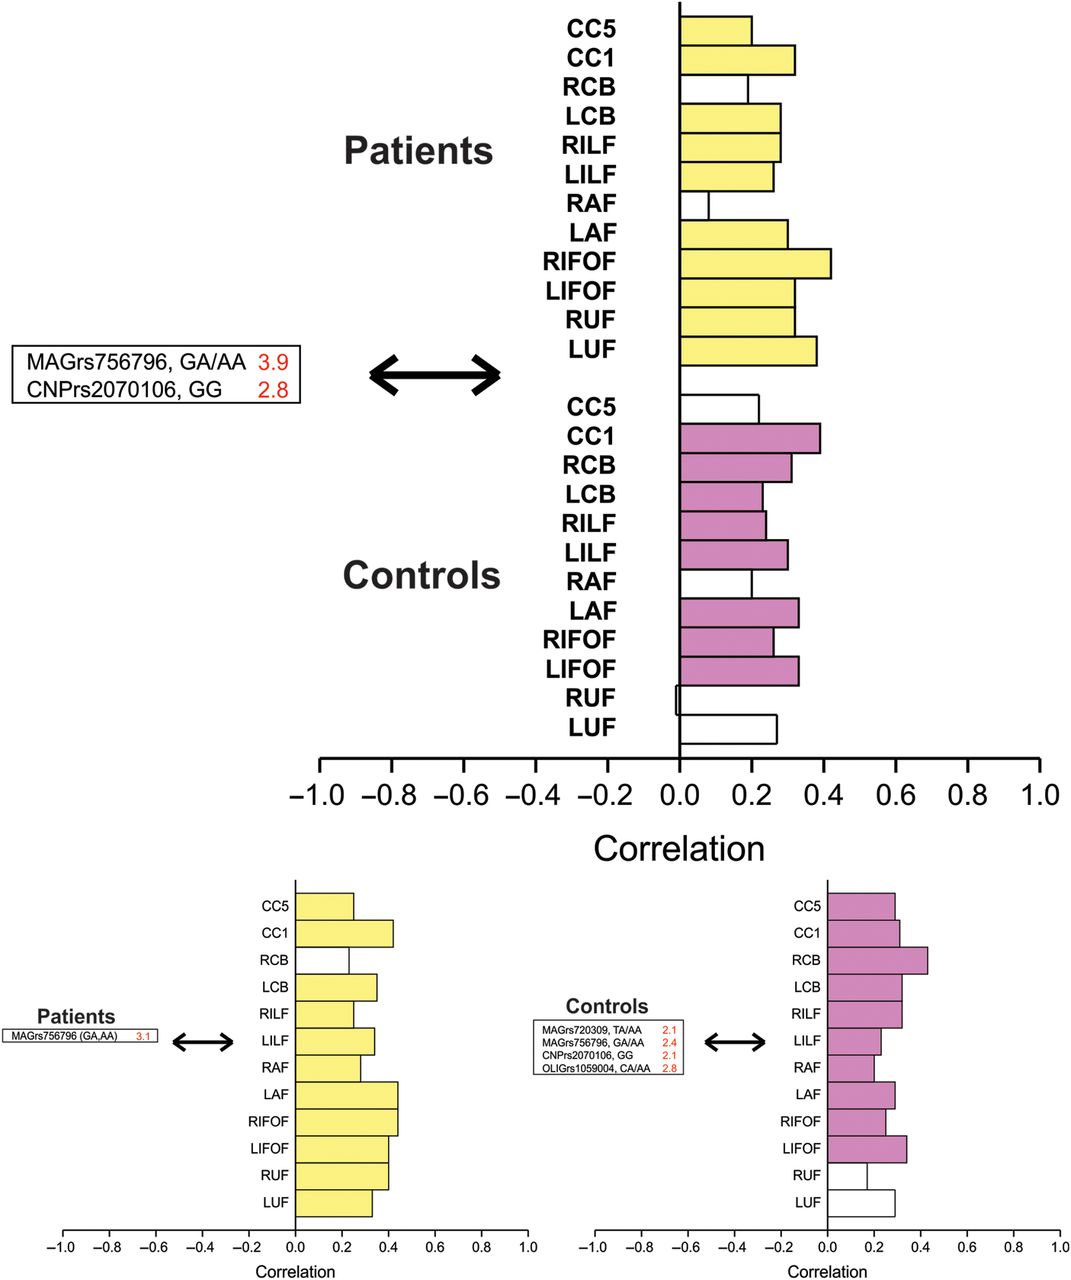 CC5
CC1
RCB
LCB
Patients
RILF
LILF
RAF
LAF
RIFOF
LIFOF
RUF
LUF
MAGrs756796, GA/AA 3.9
CNPrs2070106, GG 2.8
CC5
CC1
RCB
LCB
RILF
LILF
Controls
RAF
LAF
RIFOF
LIFOF
RUF
LUF
–1.0 –0.8 –0.6 –0.4 –0.2 0.0 0.2 0.4 0.6 0.8 1.0
Correlation
CC5
CC1
RCB
LCB
RILF
LILF
RAF
LAF
RIFOF
LIFOF
RUF
LUF
Patients
MAGrs756796 (GA,AA) 3.1
–1.0 –0.8 –0.6 –0.4 –0.2 0.0 0.2 0.4 0.6 0.8 1.0
Correlation
CC5
CC1
RCB
LCB
RILF
LILF
RAF
LAF
RIFOF
LIFOF
RUF
LUF
Controls
MAGrs720309, TA/AA 2.1
MAGrs756796, GA/AA 2.4
CNPrs2070106, GG 2.1
OLIGrs1059004, CA/AA 2.8
–1.0 –0.8 –0.6 –0.4 –0.2 0.0 0.2 0.4 0.6 0.8 1.0
Correlation